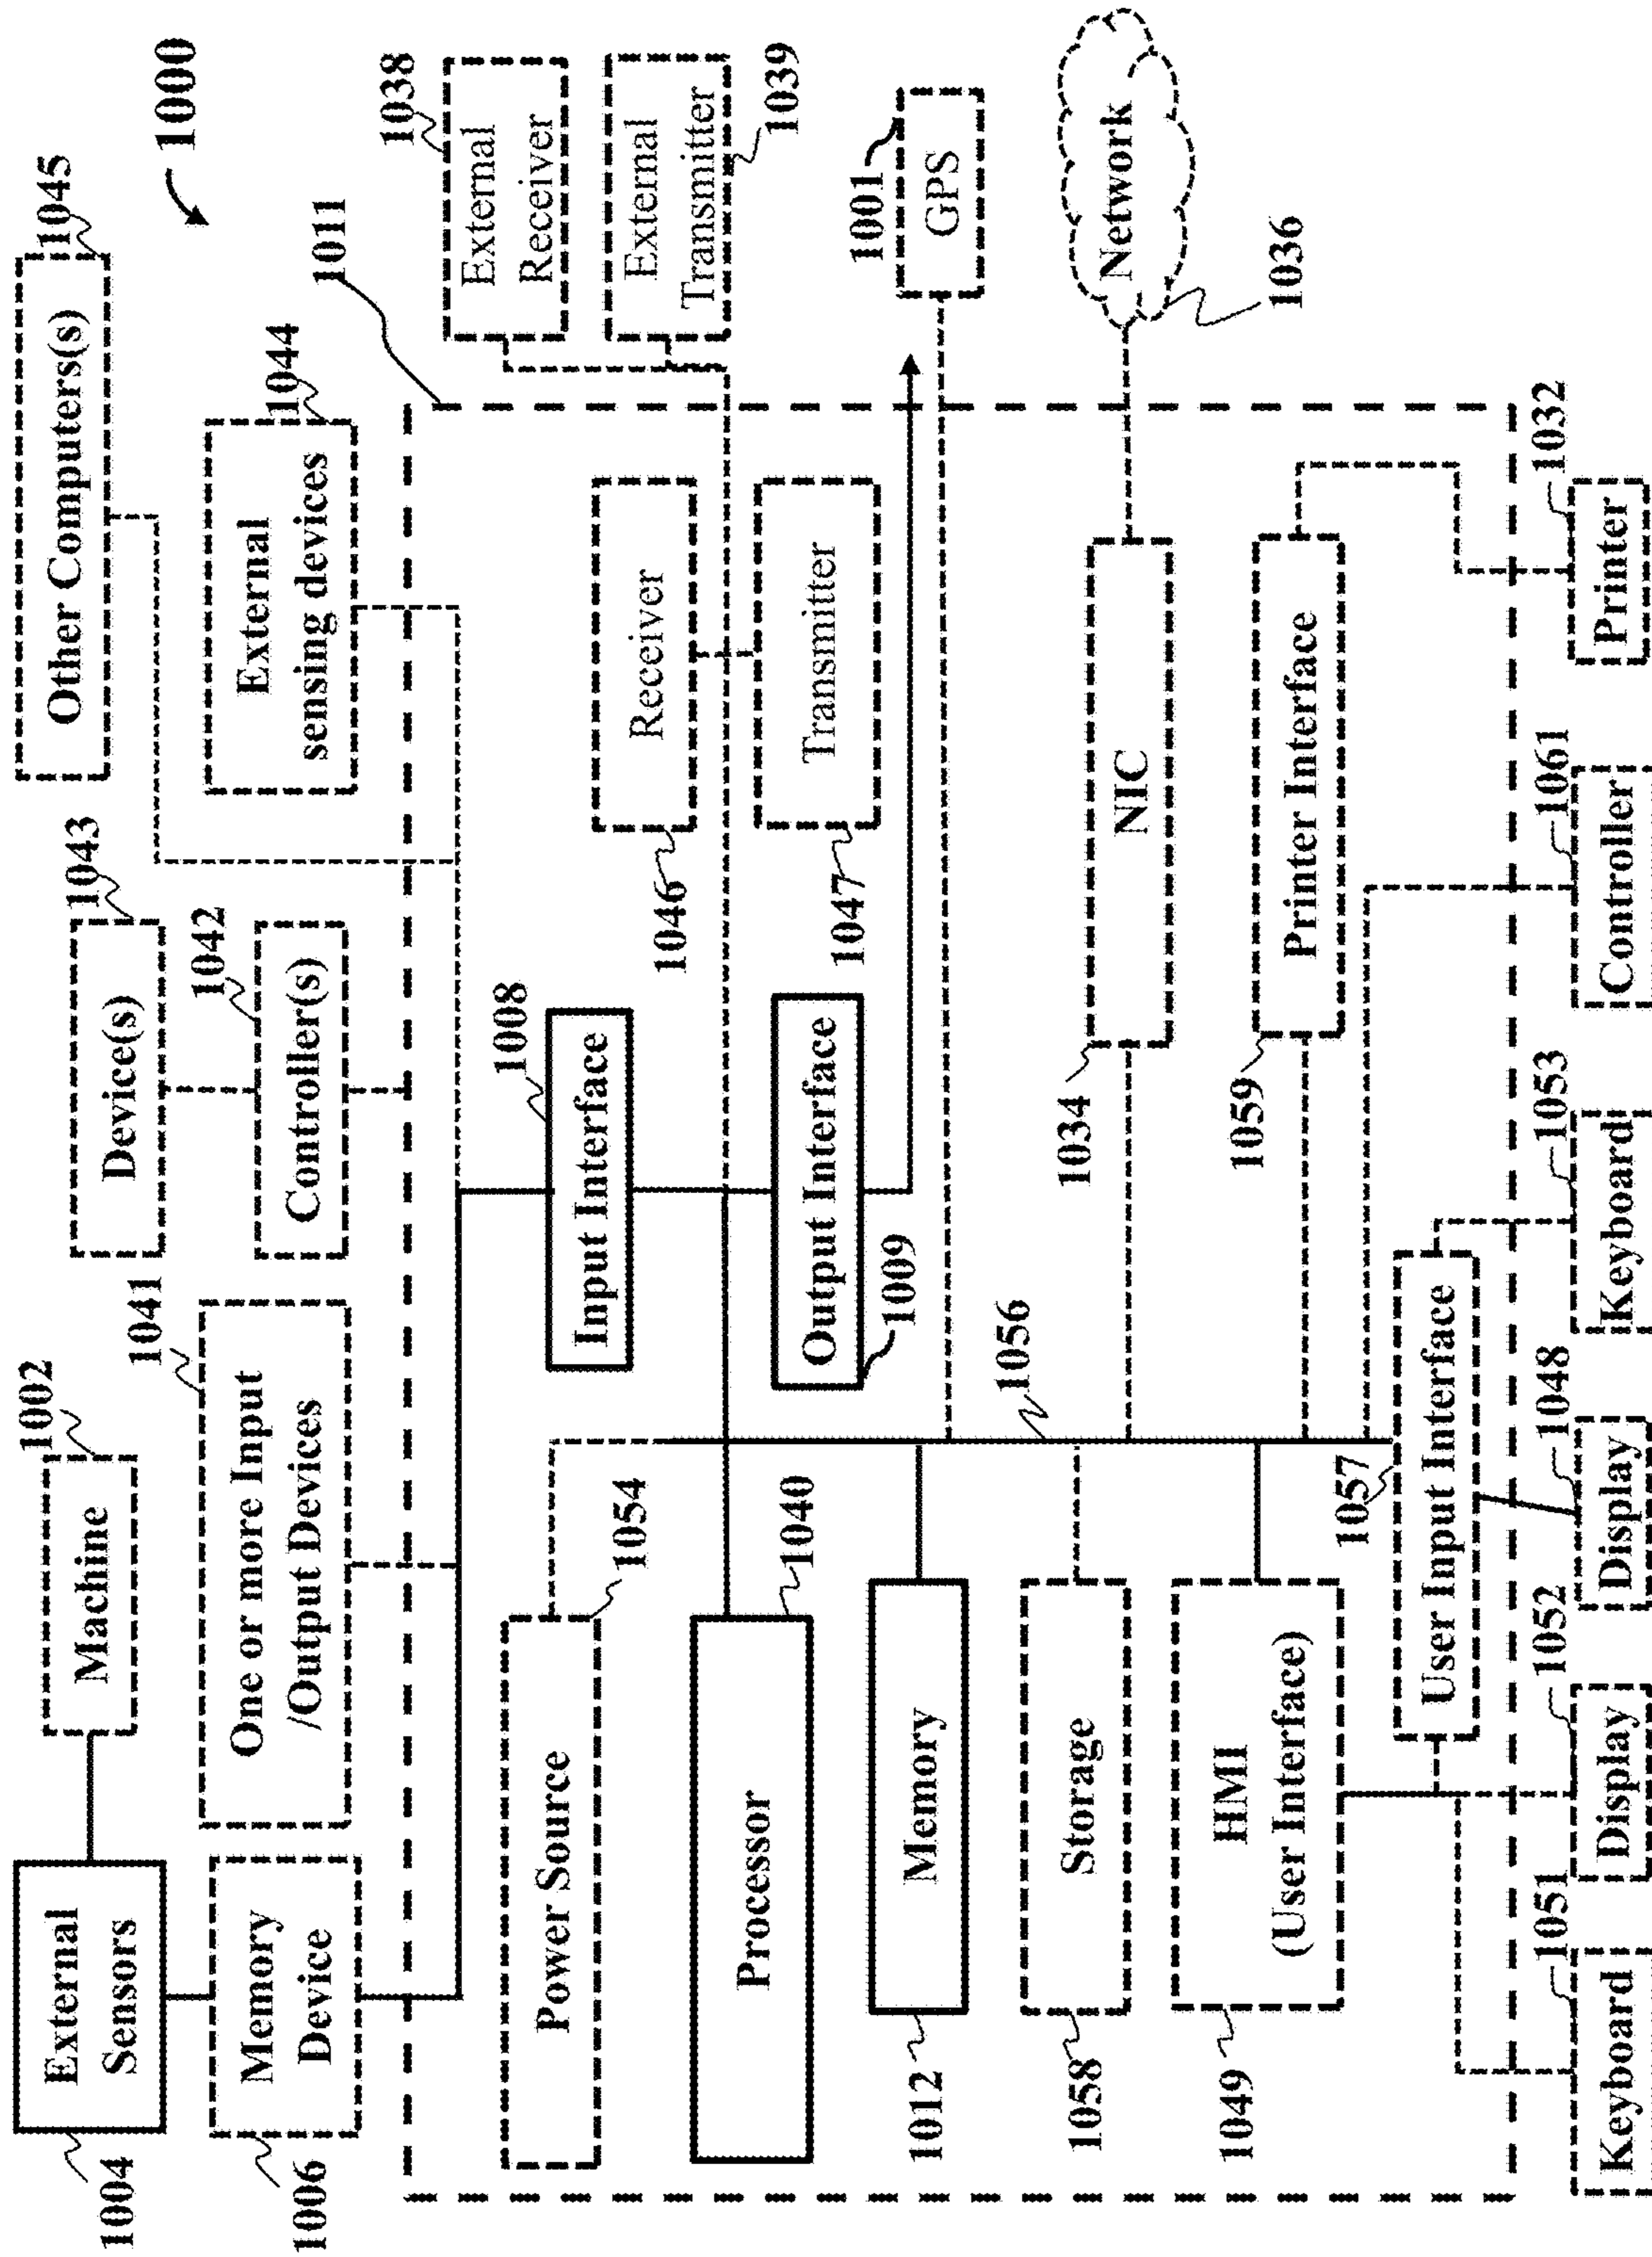 1000
1004
External
Sensors
1002
Machine
1043
Device(s)
1045
Other Computers(s)
1006
Memory
Device
1041
One or more Input
/Output Devices
1042
Controller(s)
1044
External
sensing devices
1011
1038
External
Receiver
External
Transmitter
1039
Power Source
1054
1008
Input Interface
Receiver
1046
Processor
1040
Output Interface
1009
Transmitter
1047
1001
GPS
Memory
1012
1056
Storage
1058
1034
NIC
Network
1036
HMI
(User Interface)
1049
1059
Printer Interface
1057
User Input Interface
1051
Keyboard
1052
Display
1048
Display
1053
Keyboard
1061
Controller
1032
Printer